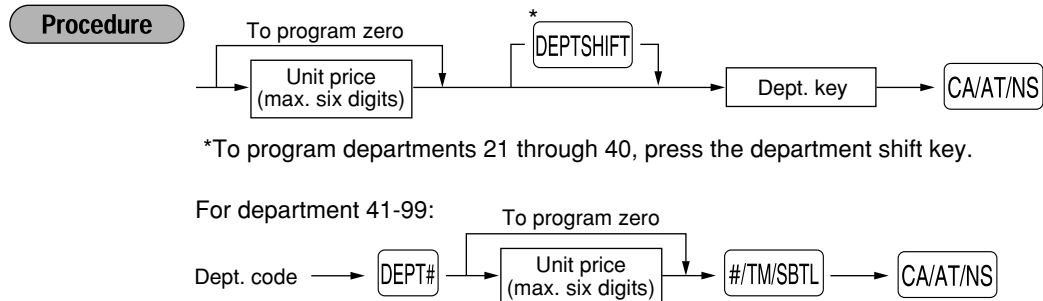 Procedure
To program zero
*
DEPTSHIFT
Unit price
(max. six digits)
Dept. key
CA/AT/NS
*To program departments 21 through 40, press the department shift key.
For department 41-99:
To program zero
Dept. code
DEPT#
Unit price
(max. six digits)
#/TM/SBTL
CA/AT/NS